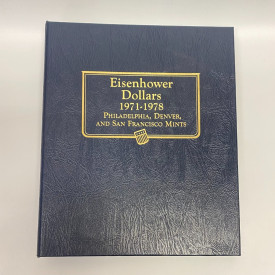 Eisenhower
Dollars
1971-1978
Philadelphia, Denver,
and San Francisco Mints